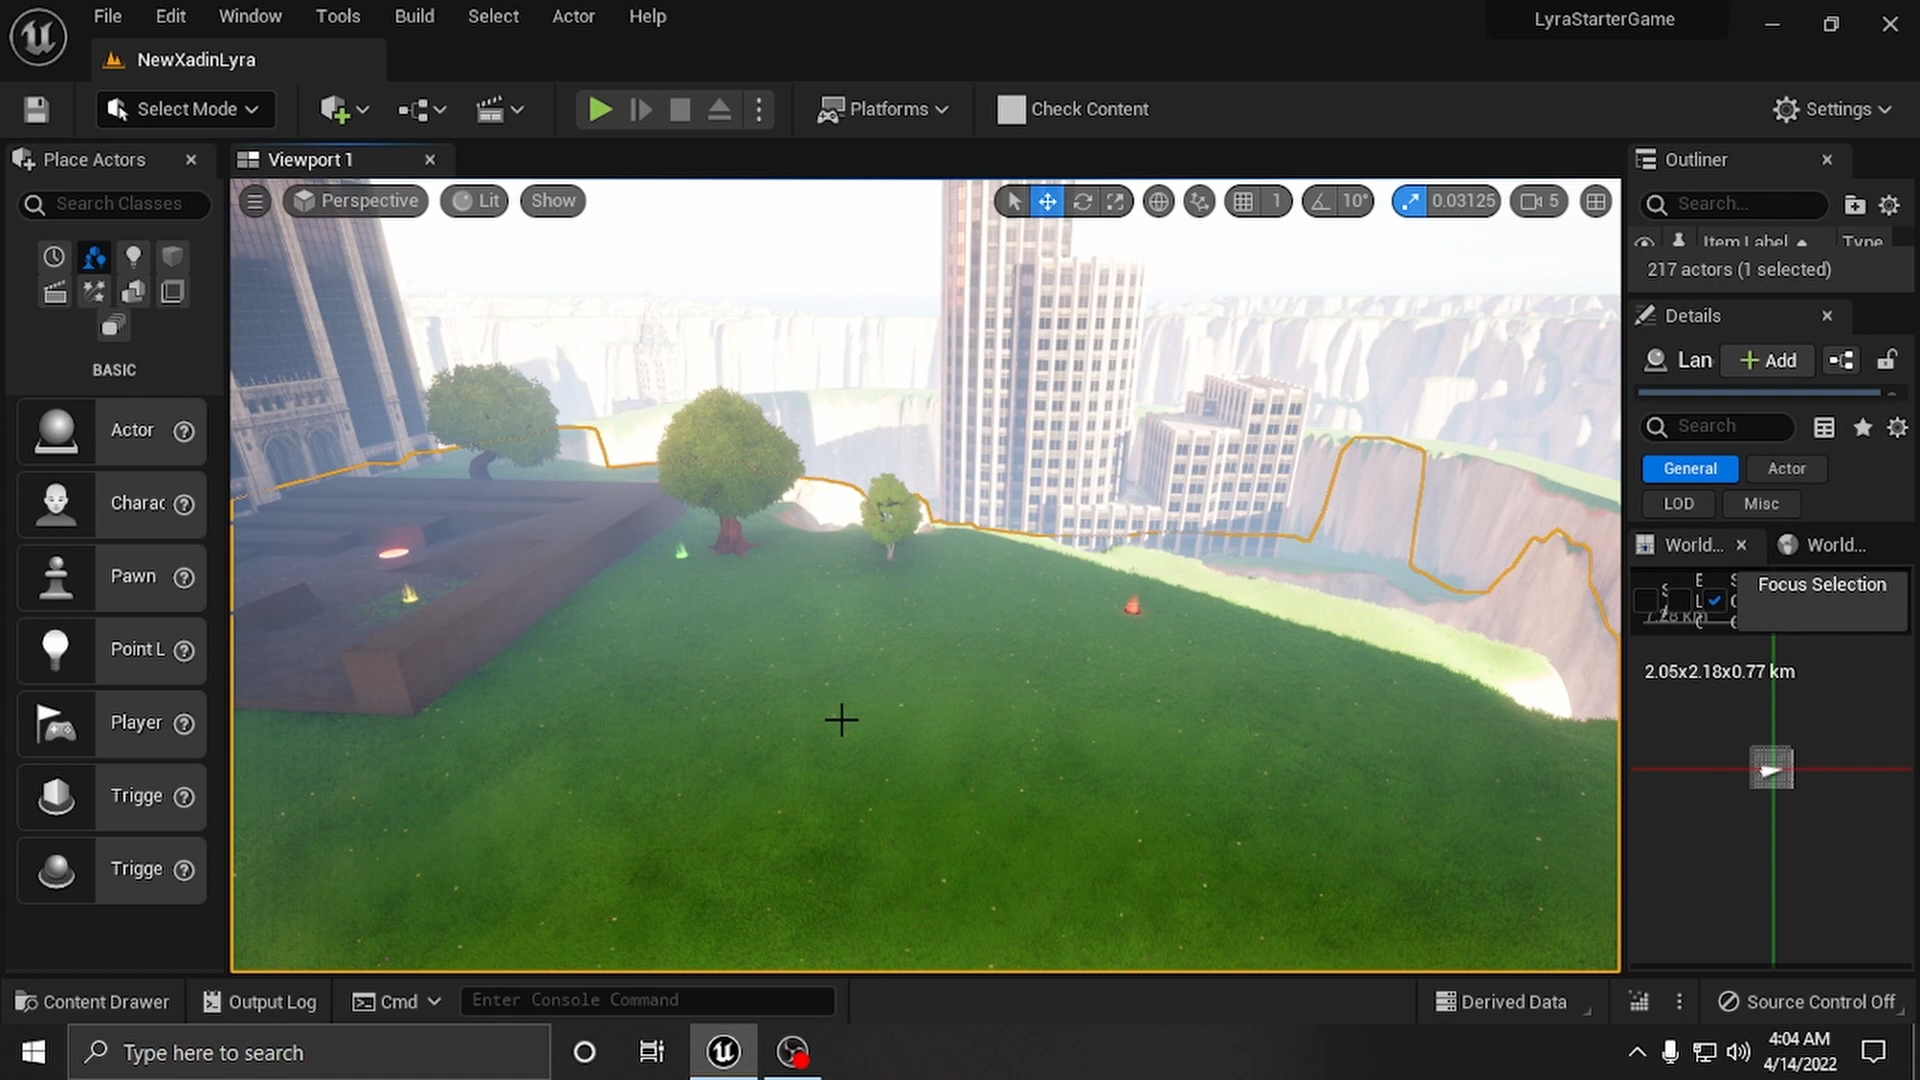 File Edit Window Tools Build Select Actor Help
LyraStarterGame
NewXadinLyra
Select Mode
Platforms
Check Content
Settings
Place Actors
Viewport 1
Outliner
Search Classes
Perspective
Lit
Show
1
10°
0.03125
5
Search...
Item Label
Type
217 actors (1 selected)
Details
Lan
Add
BASIC
Search
Actor
General
Actor
LOD
Misc
Charac
World...
World...
Pawn
Focus Selection
7.28 km
Point L
2.05x2.18x0.77 km
Player
Trigge
Trigge
Content Drawer
Output Log
Cmd
Enter Console Command
Derived Data
Source Control Off
Type here to search
4:04 AM
4/14/2022